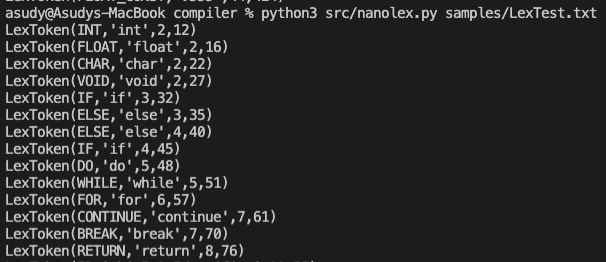 asudy@Asudys-MacBook compiler % python3 src/nanolex.py samples/LexTest.txt
LexToken(INT,'int',2,12)
LexToken(FLOAT,'float',2,16)
LexToken(CHAR,'char',2,22)
LexToken(VOID,'void',2,27)
LexToken(IF,'if',3,32)
LexToken(ELSE,'else',3,35)
LexToken(ELSE,'else',4,40)
LexToken(IF,'if',4,45)
LexToken(DO,'do',5,48)
LexToken(WHILE,'while',5,51)
LexToken(FOR,'for',6,57)
LexToken(CONTINUE,'continue',7,61)
LexToken(BREAK,'break',7,70)
LexToken(RETURN,'return',8,76)